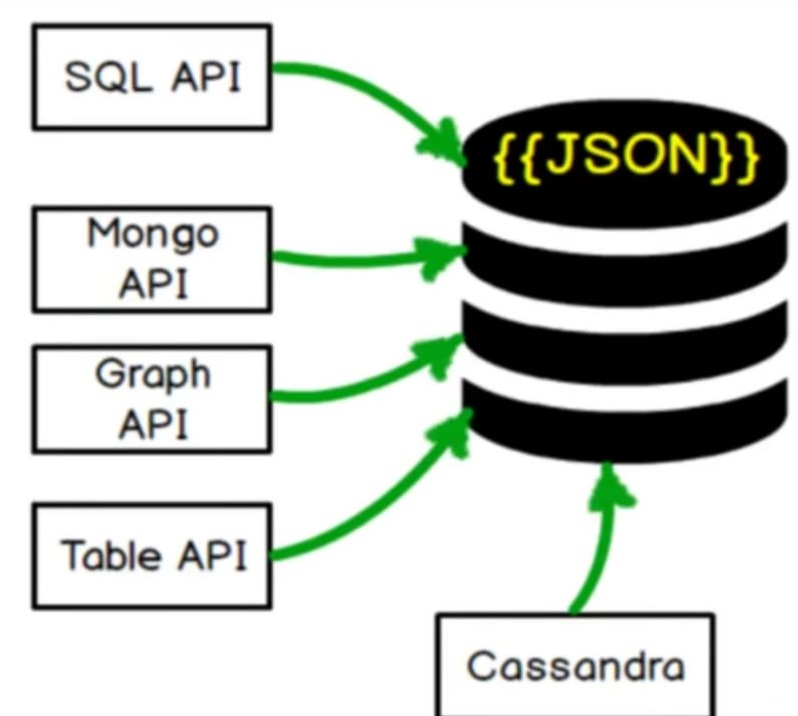 SQL API
{{JSON}}
Mongo
API
Graph
API
Table API
Cassandra